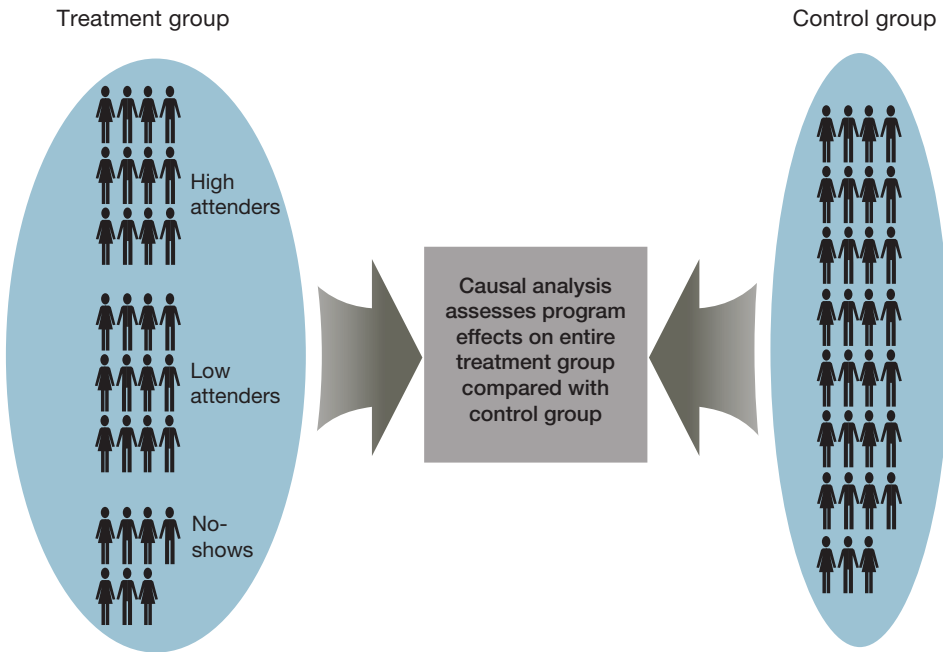 Treatment group
Control group
High
attenders
Low
attenders
No-
shows
Causal analysis
assesses program
effects on entire
treatment group
compared with
control group